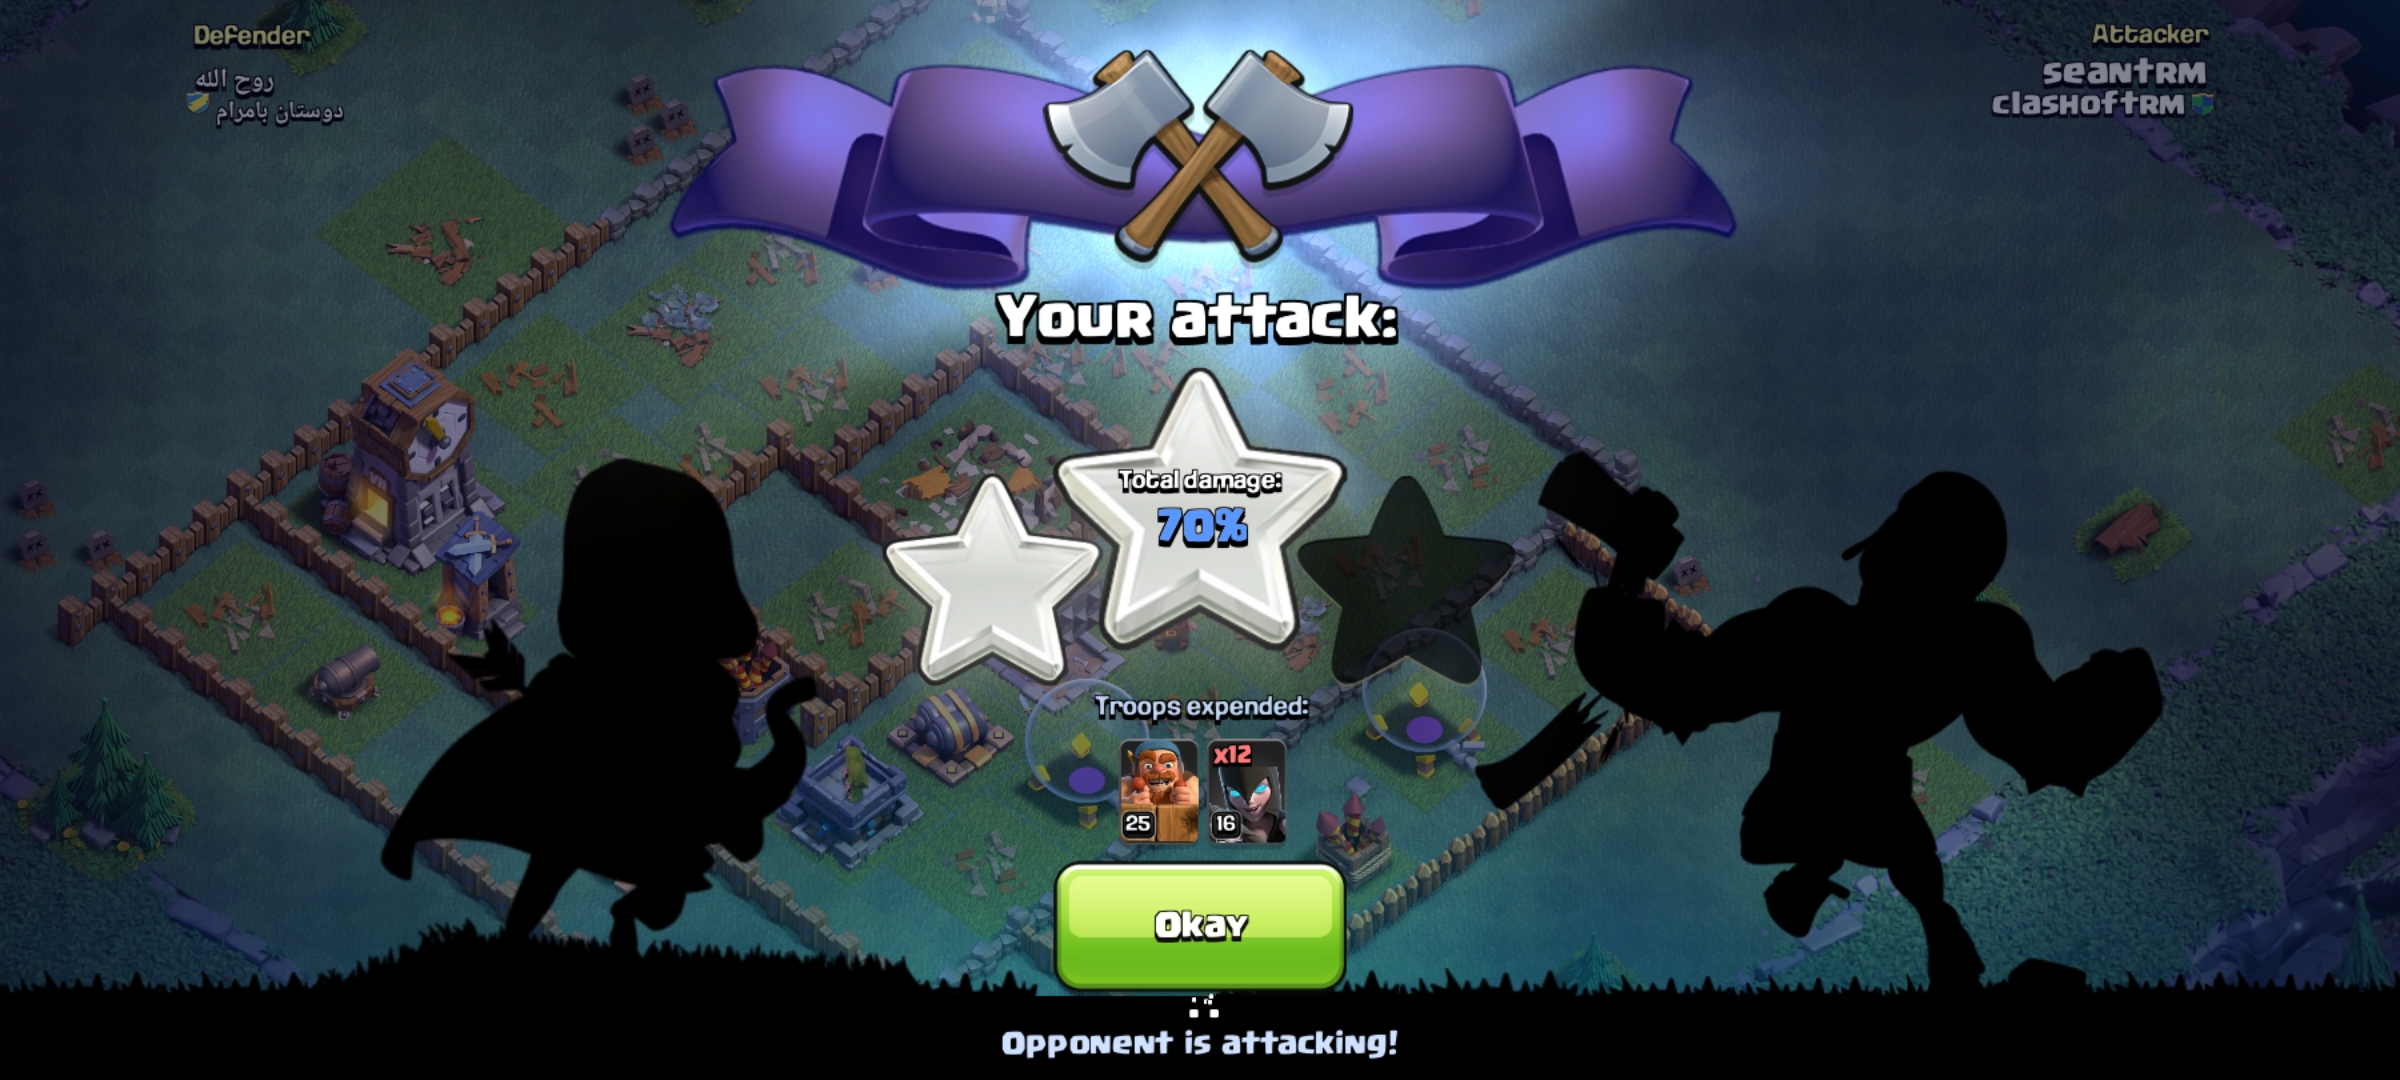 Defender
روح الله
دوستان بامرام
Attacker
seantRM
clashoftRM
Your attack:
Total damage:
70%
Troops expended:
25
x12
16
Okay
Opponent is attacking!